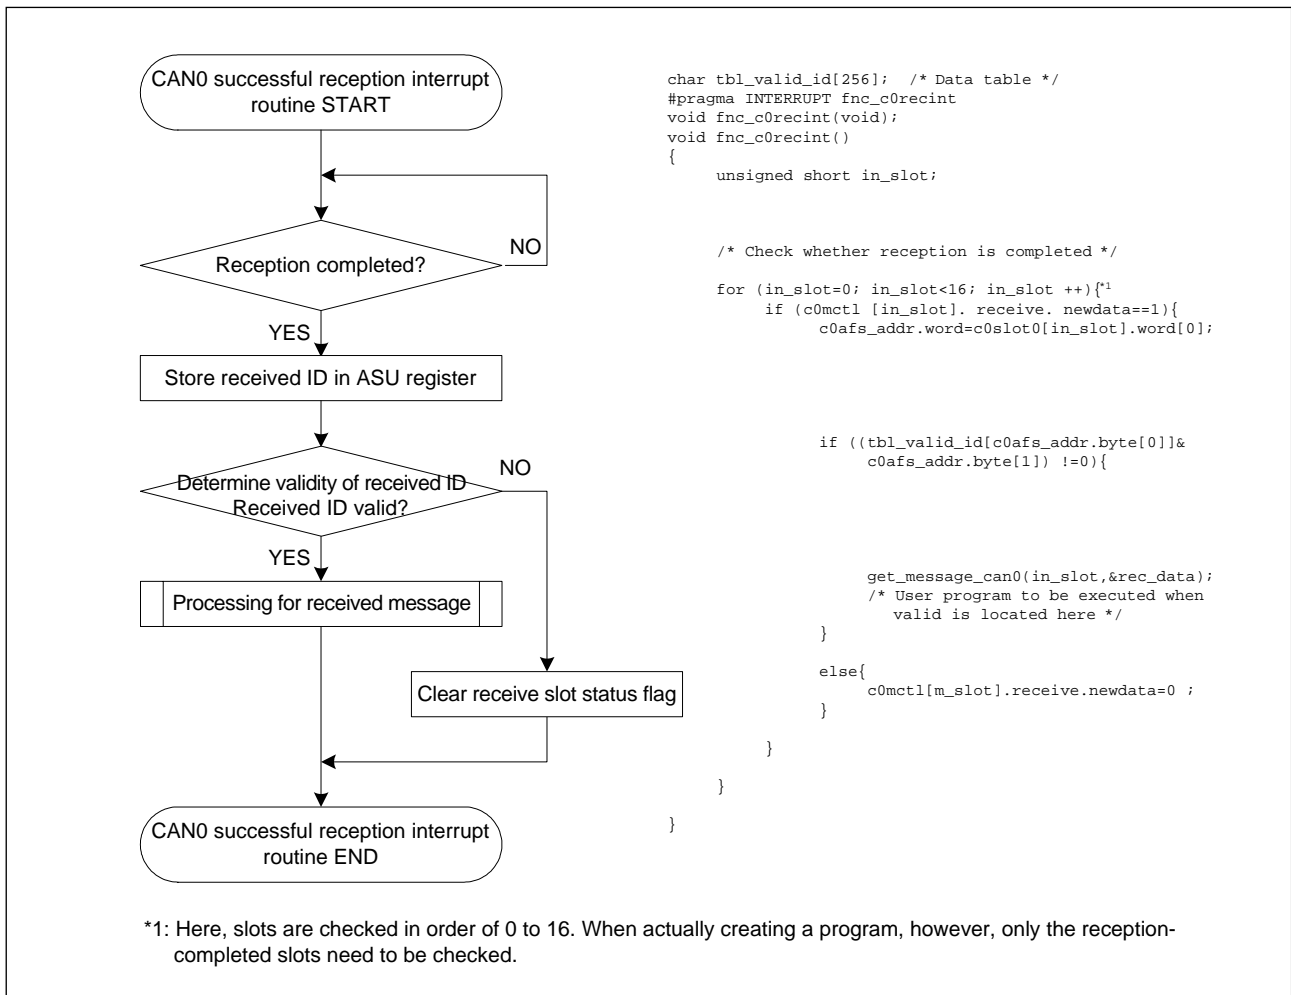 CAN0 successful reception interrupt
routine START
NO
Reception completed?
YES
Store received ID in ASU register
NO
Determine validity of received ID
Received ID valid?
YES
Processing for received message
Clear receive slot status flag
CAN0 successful reception interrupt
routine END
char tbl_valid_id[256];  /* Data table */
#pragma INTERRUPT fnc_c0recint
void fnc_c0recint(void);
void fnc_c0recint()
{
unsigned short in_slot;
/* Check whether reception is completed */
for (in_slot=0; in_slot<16; in_slot ++){*1
if (c0mctl [in_slot]. receive. newdata==1){
c0afs_addr.word=c0slot0[in_slot].word[0];
if ((tbl_valid_id[c0afs_addr.byte[0]]&
c0afs_addr.byte[1]) !=0){
get_message_can0(in_slot,&rec_data);
/* User program to be executed when
valid is located here */
}
else{
c0mctl[m_slot].receive.newdata=0 ;
}
}
}
}
*1: Here, slots are checked in order of 0 to 16. When actually creating a program, however, only the reception-
completed slots need to be checked.